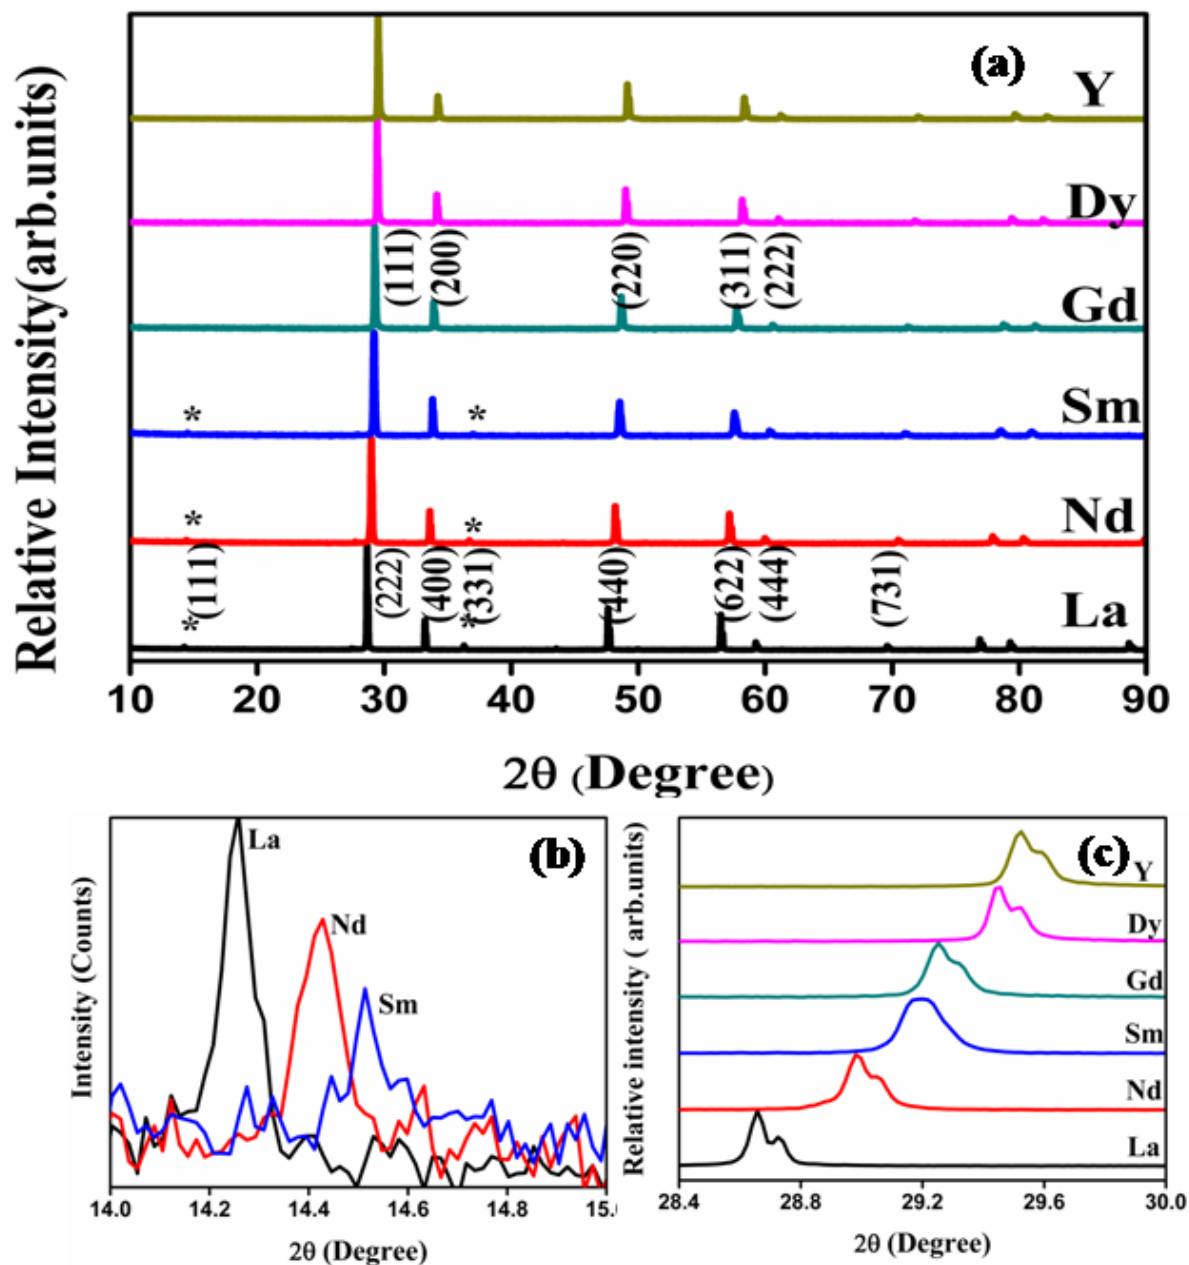 (a)
Y
Dy
(111) (200) (220) (311) (222)
Gd
* * Sm
* * Nd
(111) (222) (400) (331) (440) (622) (444) (731)
* * La
Relative Intensity(arb.units)
10 20 30 40 50 60 70 80 90
2θ (Degree)
(b)
La
Nd
Sm
Intensity (Counts)
14.0 14.2 14.4 14.6 14.8 15.0
2θ (Degree)
(c)
Y
Dy
Gd
Sm
Nd
La
Relative intensity ( arb.units)
28.4 28.8 29.2 29.6 30.0
2θ (Degree)